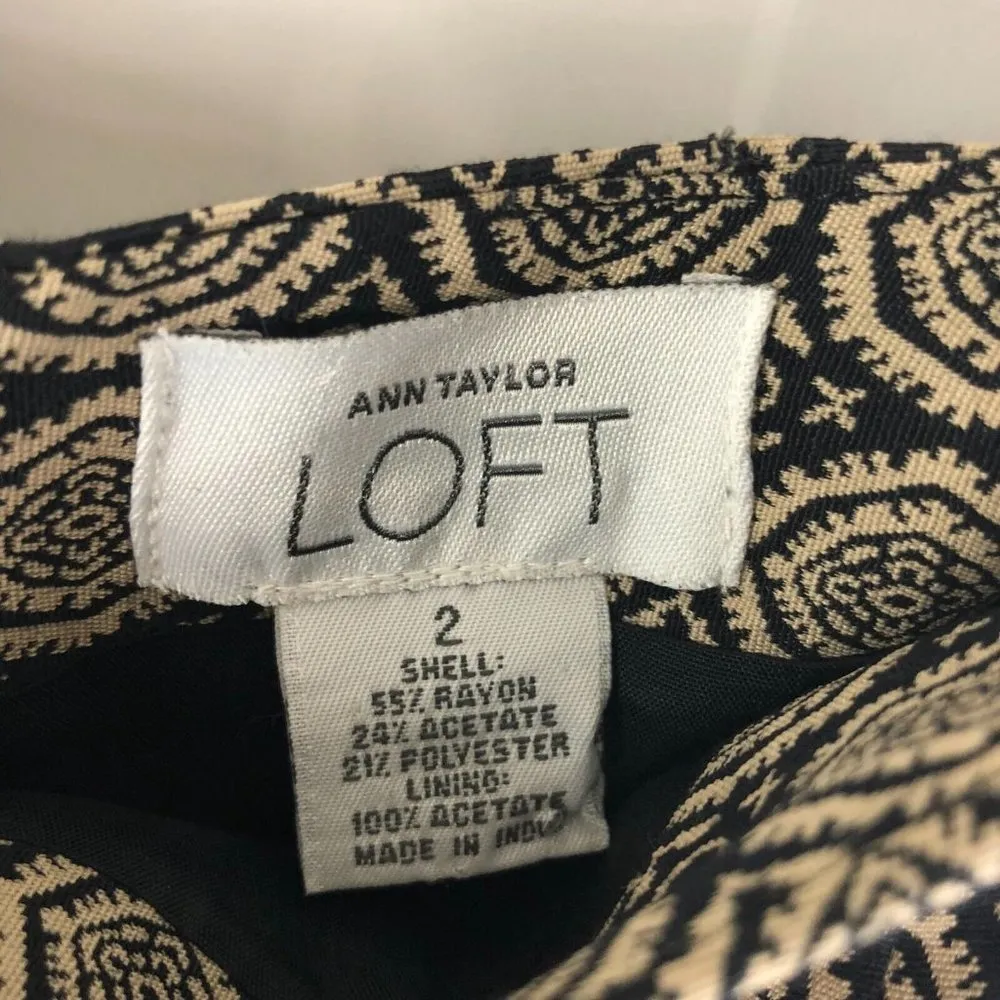 ANN TAYLOR
LOFT
2
SHELL:
55% RAYON
24% ACETATE
21% POLYESTER
LINING:
100% ACETATE
MADE IN INDIA